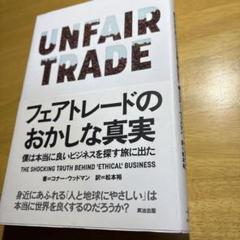 UNFAIR
TRADE
フェアトレードの
おかしな真実
僕は本当に良いビジネスを探す旅に出た
THE SHOCKING TRUTH BEHIND 'ETHICAL' BUSINESS
著=コナー・ウッドマン 訳=松本裕
身近にあふれる「人と地球にやさしい」は
本当に世界を良くするのだろうか?
英治出版